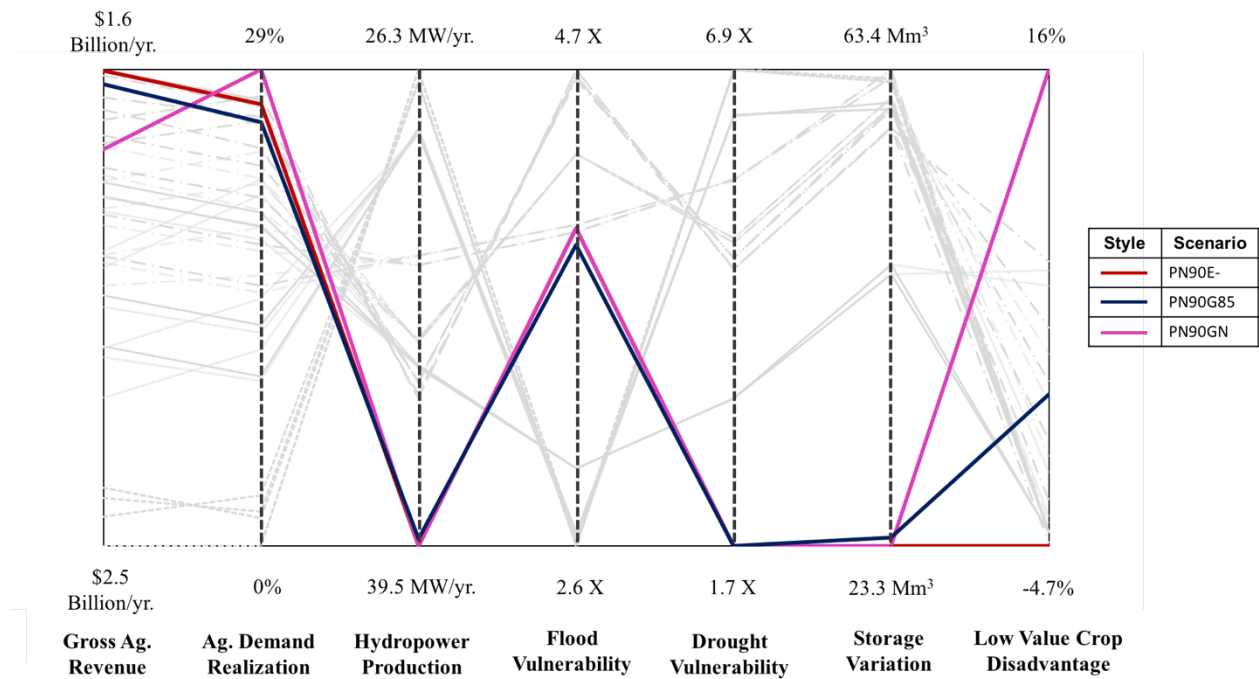 $1.6
Billion/yr.
29%
26.3 MW/yr.
4.7 X
6.9 X
63.4 Mm³
16%
Style Scenario
PN90E-
PN90G85
PN90GN
$2.5
Billion/yr.
0%
39.5 MW/yr.
2.6 X
1.7 X
23.3 Mm³
-4.7%
Gross Ag.
Revenue
Ag. Demand
Realization
Hydropower
Production
Flood
Vulnerability
Drought
Vulnerability
Storage
Variation
Low Value Crop
Disadvantage